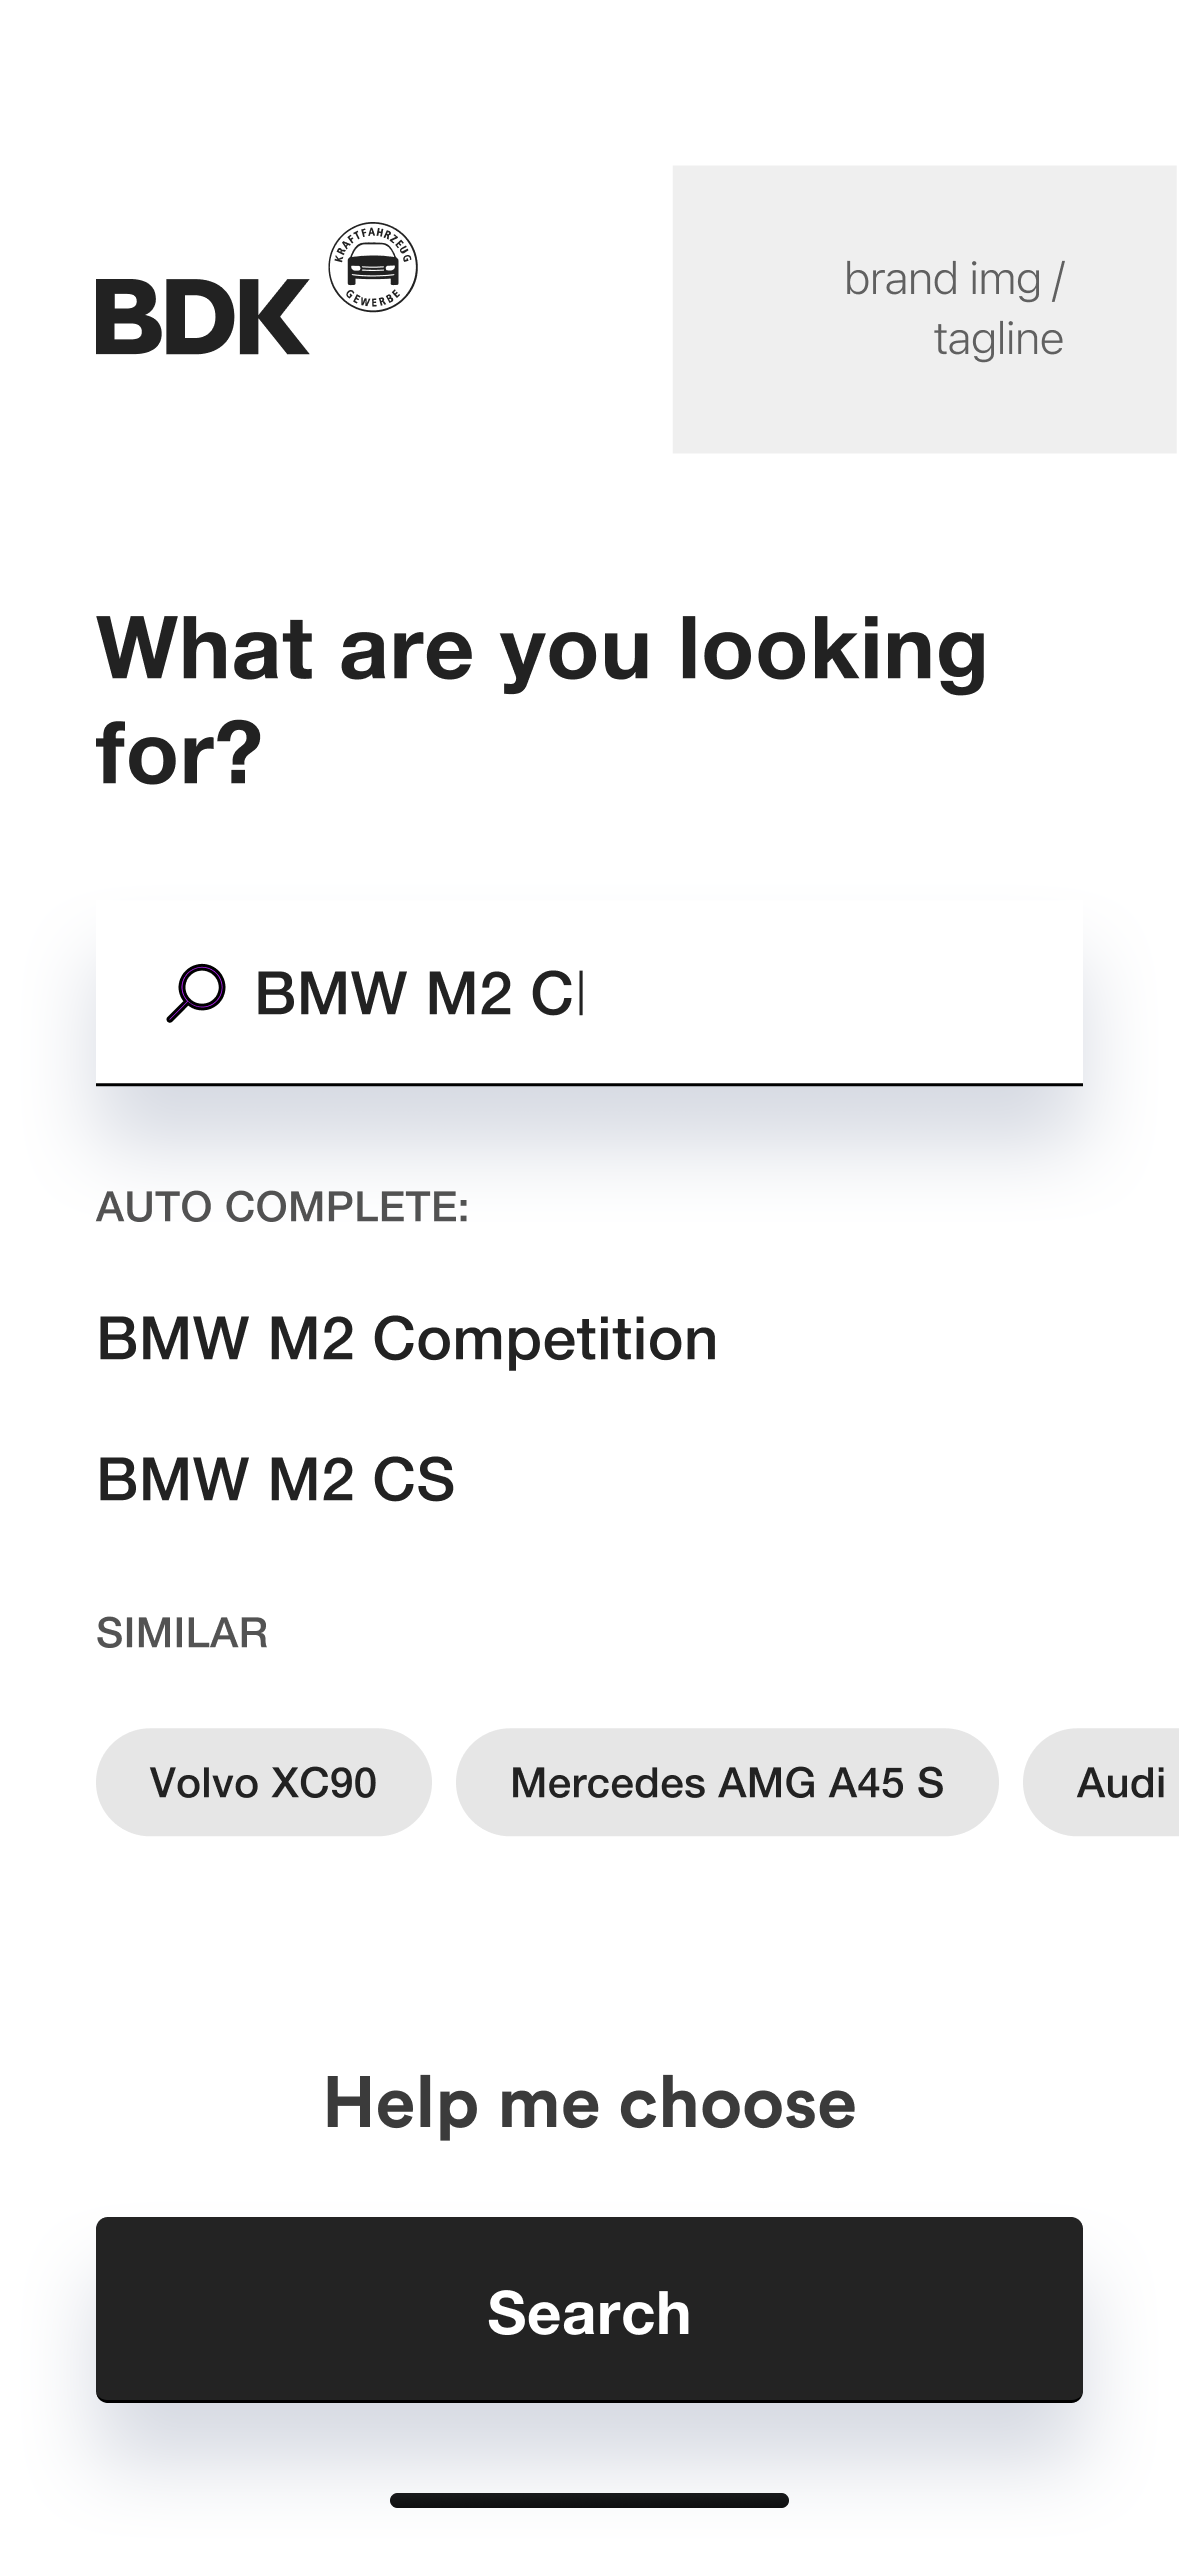 BDK
KRAFTFAHRZEUG
GEWERBE
brand img /
tagline
What are you looking
for?
BMW M2 C
AUTO COMPLETE:
BMW M2 Competition
BMW M2 CS
SIMILAR
Volvo XC90
Mercedes AMG A45 S
Audi
Help me choose
Search